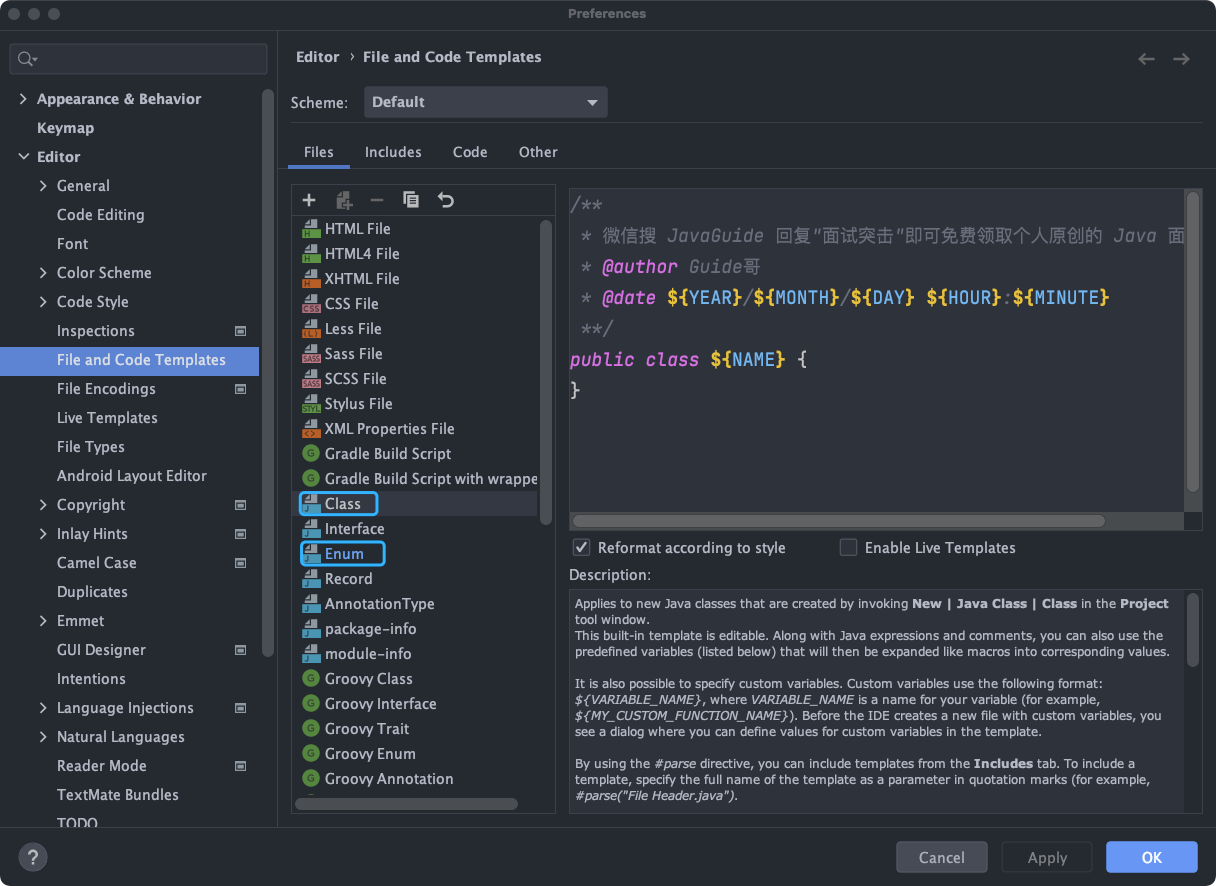 Preferences
Appearance & Behavior
Keymap
Editor
General
Code Editing
Font
Color Scheme
Code Style
Inspections
File and Code Templates
File Encodings
Live Templates
File Types
Android Layout Editor
Copyright
Inlay Hints
Camel Case
Duplicates
Emmet
GUI Designer
Intentions
Language Injections
Natural Languages
Reader Mode
TextMate Bundles
TODO
Editor › File and Code Templates
Scheme: Default
Files Includes Code Other
HTML File
HTML4 File
XHTML File
CSS File
Less File
Sass File
SCSS File
Stylus File
XML Properties File
Gradle Build Script
Gradle Build Script with wrappe
Class
Interface
Enum
Record
AnnotationType
package-info
module-info
Groovy Class
Groovy Interface
Groovy Trait
Groovy Enum
Groovy Annotation
/**
* 微信搜 JavaGuide 回复"面试突击"即可免费领取个人原创的 Java 面
* @author Guide哥
* @date ${YEAR}/${MONTH}/${DAY} ${HOUR}:${MINUTE}
**/
public class ${NAME} {
}
Reformat according to style Enable Live Templates
Description:
Applies to new Java classes that are created by invoking New | Java Class | Class in the Project
tool window.
This built-in template is editable. Along with Java expressions and comments, you can also use the
predefined variables (listed below) that will then be expanded like macros into corresponding values.
It is also possible to specify custom variables. Custom variables use the following format:
${VARIABLE_NAME}, where VARIABLE_NAME is a name for your variable (for example,
${MY_CUSTOM_FUNCTION_NAME}). Before the IDE creates a new file with custom variables, you
see a dialog where you can define values for custom variables in the template.
By using the #parse directive, you can include templates from the Includes tab. To include a
template, specify the full name of the template as a parameter in quotation marks (for example,
#parse("File Header.java").
? Cancel Apply OK